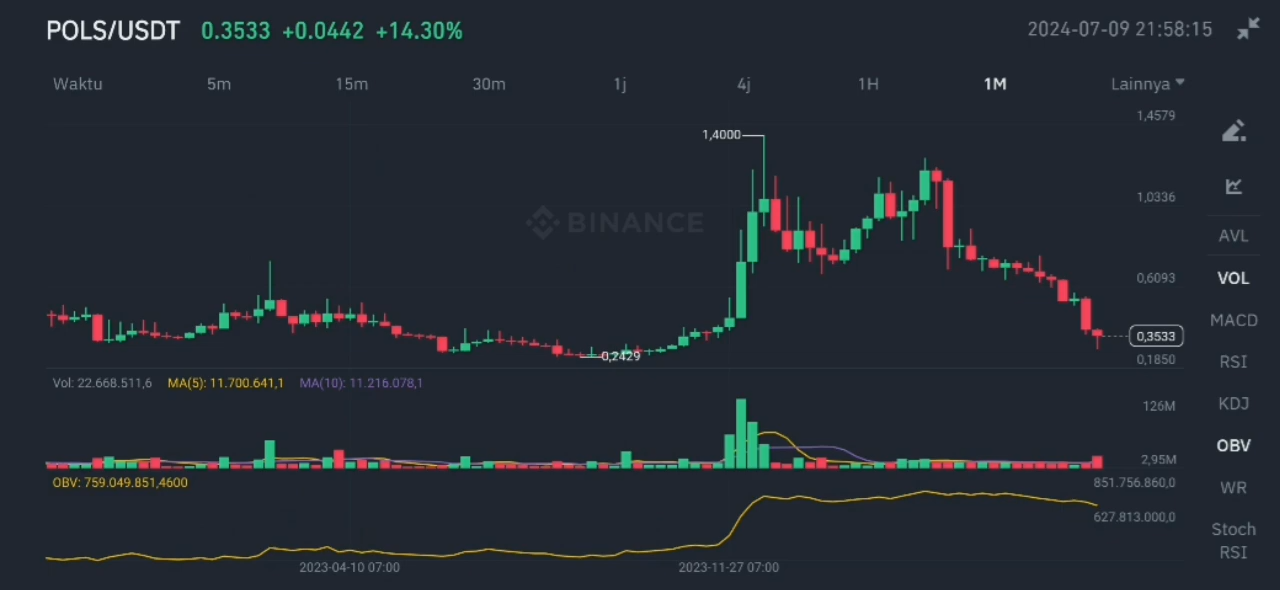 POLS/USDT 0.3533 +0.0442 +14.30% 2024-07-09 21:58:15
Waktu 5m 15m 30m 1j 4j 1H 1M Lainnya
1,4579
1,4000
1,0336
BINANCE
0,6093
0,3533
0,2429
0,1850
Vol: 22.668.511,6 MA(5): 11.700.641,1 MA(10): 11.216.078,1
126M
2,95M
OBV: 759.049.851,4600
851.756.860,0
627.813.000,0
2023-04-10 07:00 2023-11-27 07:00
AVL
VOL
MACD
RSI
KDJ
OBV
WR
Stoch
RSI